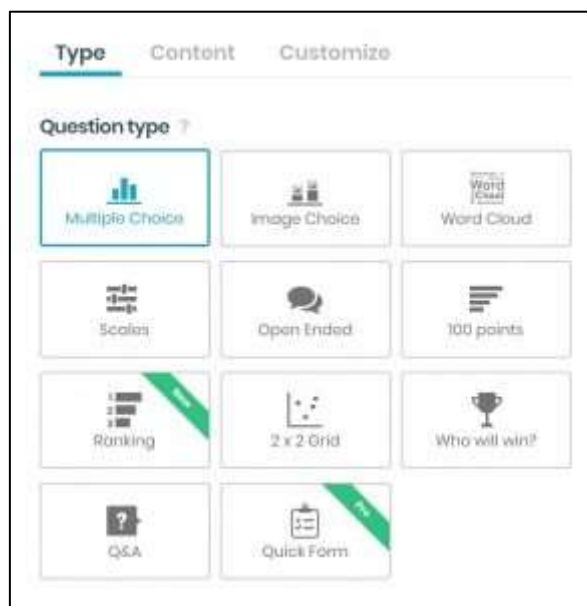 Type Content Customize
Question type ?
Multiple Choice Image Choice Word Cloud
Scales Open Ended 100 points
Ranking 2 x 2 Grid Who will win?
Q&A Quick Form
Pro